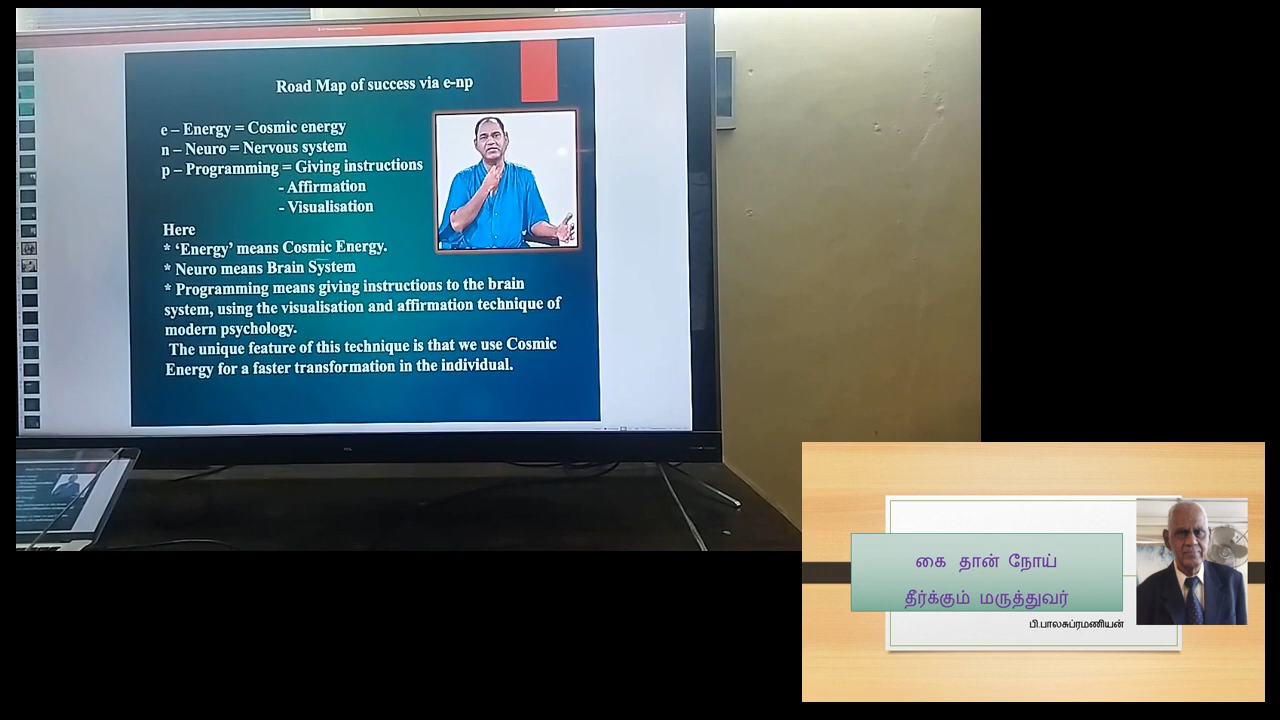 Road Map of success via e-np
e – Energy = Cosmic energy
n – Neuro = Nervous system
p – Programming = Giving instructions
- Affirmation
- Visualisation
Here
* ‘Energy’ means Cosmic Energy.
* Neuro means Brain System
* Programming means giving instructions to the brain
system, using the visualisation and affirmation technique of
modern psychology.
The unique feature of this technique is that we use Cosmic
Energy for a faster transformation in the individual.
TCL
கை தான் நோய்
தீர்க்கும் மருத்துவர்
பி.பாலசுப்ரமணியன்